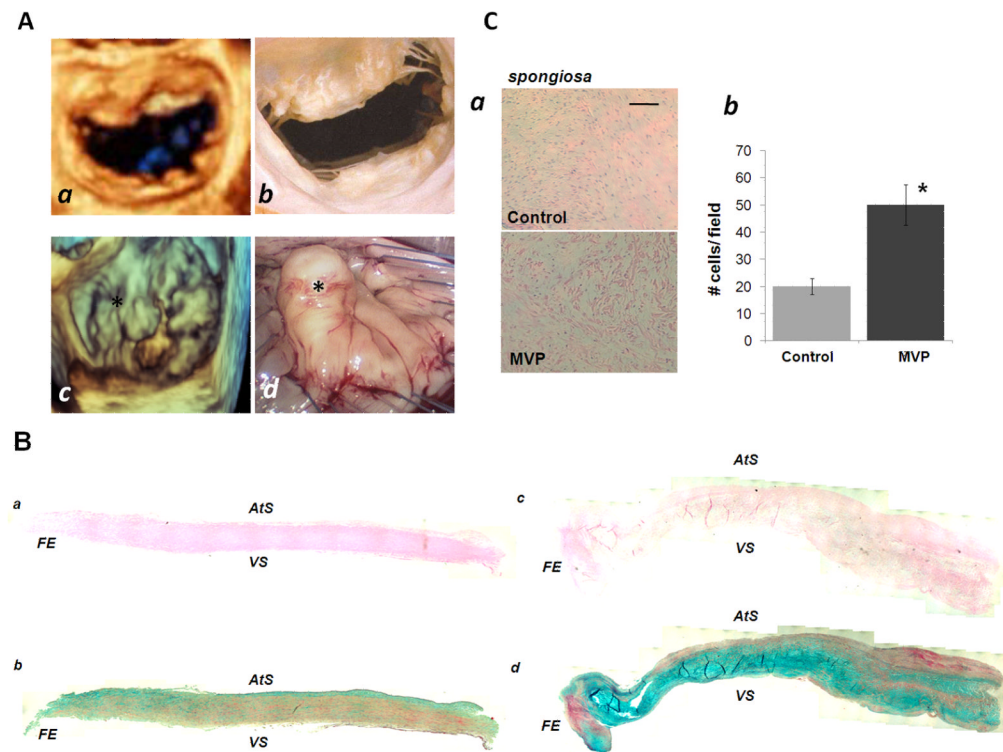 A
a
b
c
*
d
*
C
a
spongiosa
Control
MVP
b
# cells/ field
70
60
50
40
30
20
10
0
*
Control
MVP
B
a
AtS
FE
VS
b
AtS
FE
VS
c
AtS
FE
VS
d
AtS
FE
VS